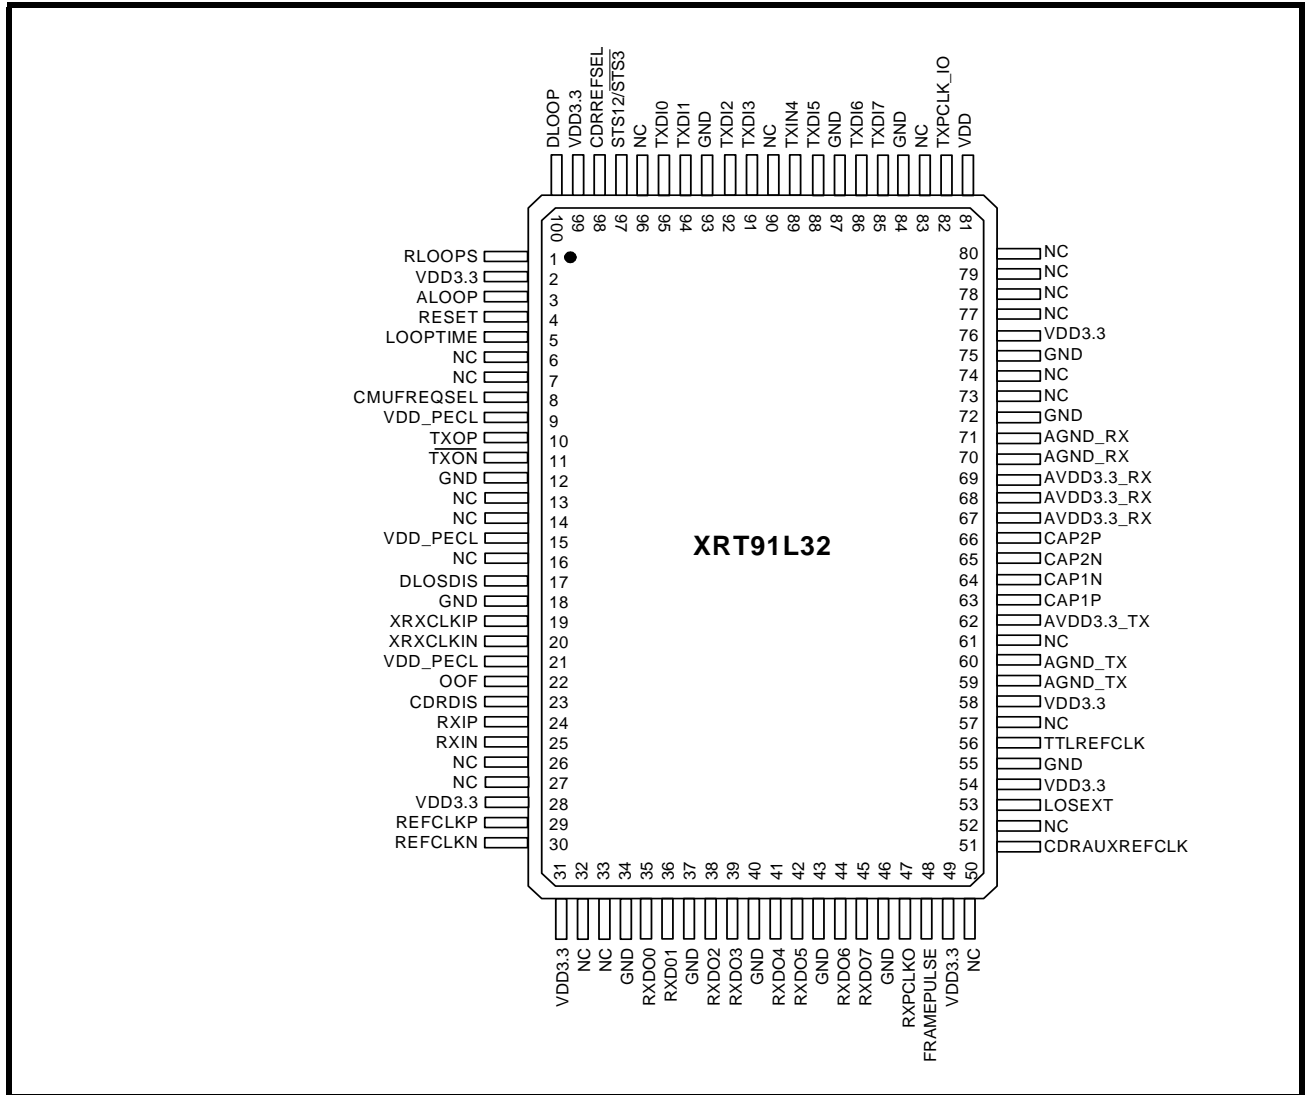 DLOOP
VDD3.3
CDRREFSEL
STS12/STS3
NC
TXDI0
TXDI1
GND
TXDI2
TXDI3
NC
TXIN4
TXDI5
GND
TXDI6
TXDI7
GND
NC
TXPCLK_IO
VDD
100
99
98
97
96
95
94
93
92
91
90
89
88
87
86
85
84
83
82
81
RLOOPS 1
VDD3.3 2
ALOOP 3
RESET 4
LOOPTIME 5
NC 6
NC 7
CMUFREQSEL 8
VDD_PECL 9
TXOP 10
TXON 11
GND 12
NC 13
NC 14
VDD_PECL 15
NC 16
DLOSDIS 17
GND 18
XRXCLKIP 19
XRXCLKIN 20
VDD_PECL 21
OOF 22
CDRDIS 23
RXIP 24
RXIN 25
NC 26
NC 27
VDD3.3 28
REFCLKP 29
REFCLKN 30
XRT91L32
80 NC
79 NC
78 NC
77 NC
76 VDD3.3
75 GND
74 NC
73 NC
72 GND
71 AGND_RX
70 AGND_RX
69 AVDD3.3_RX
68 AVDD3.3_RX
67 AVDD3.3_RX
66 CAP2P
65 CAP2N
64 CAP1N
63 CAP1P
62 AVDD3.3_TX
61 NC
60 AGND_TX
59 AGND_TX
58 VDD3.3
57 NC
56 TTLREFCLK
55 GND
54 VDD3.3
53 LOSEXT
52 NC
51 CDRAUXREFCLK
31
32
33
34
35
36
37
38
39
40
41
42
43
44
45
46
47
48
49
50
VDD3.3
NC
NC
GND
RXDO0
RXD01
GND
RXDO2
RXDO3
GND
RXDO4
RXDO5
GND
RXDO6
RXDO7
GND
RXPCLKO
FRAMEPULSE
VDD3.3
NC